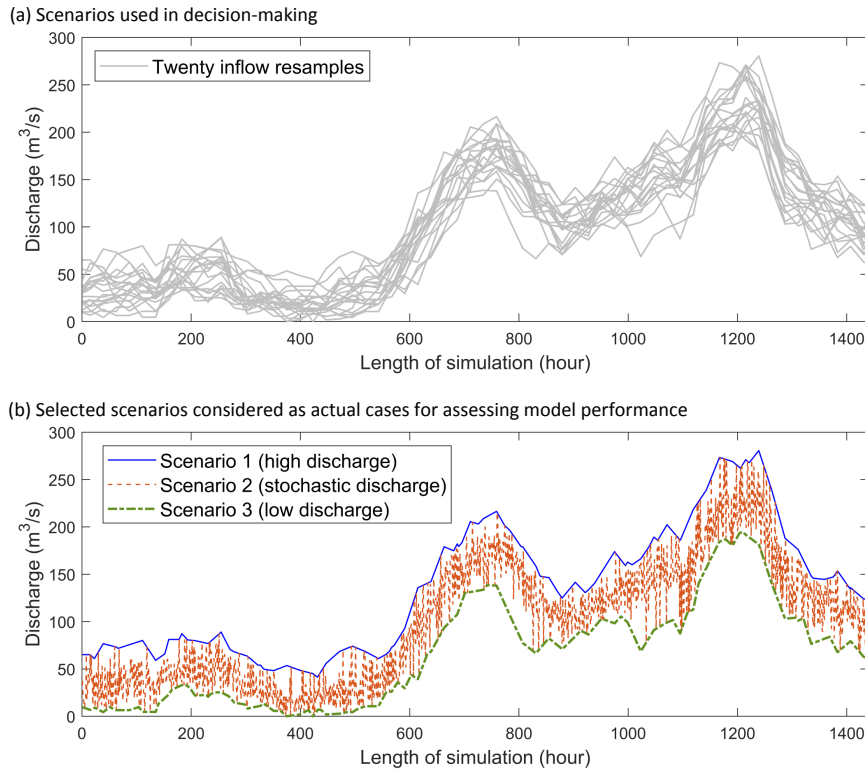 (a) Scenarios used in decision-making
300
250
200
150
100
50
0
Discharge (m³/s)
Twenty inflow resamples
0 200 400 600 800 1000 1200 1400
Length of simulation (hour)
(b) Selected scenarios considered as actual cases for assessing model performance
300
250
200
150
100
50
0
Discharge (m³/s)
Scenario 1 (high discharge)
Scenario 2 (stochastic discharge)
Scenario 3 (low discharge)
0 200 400 600 800 1000 1200 1400
Length of simulation (hour)